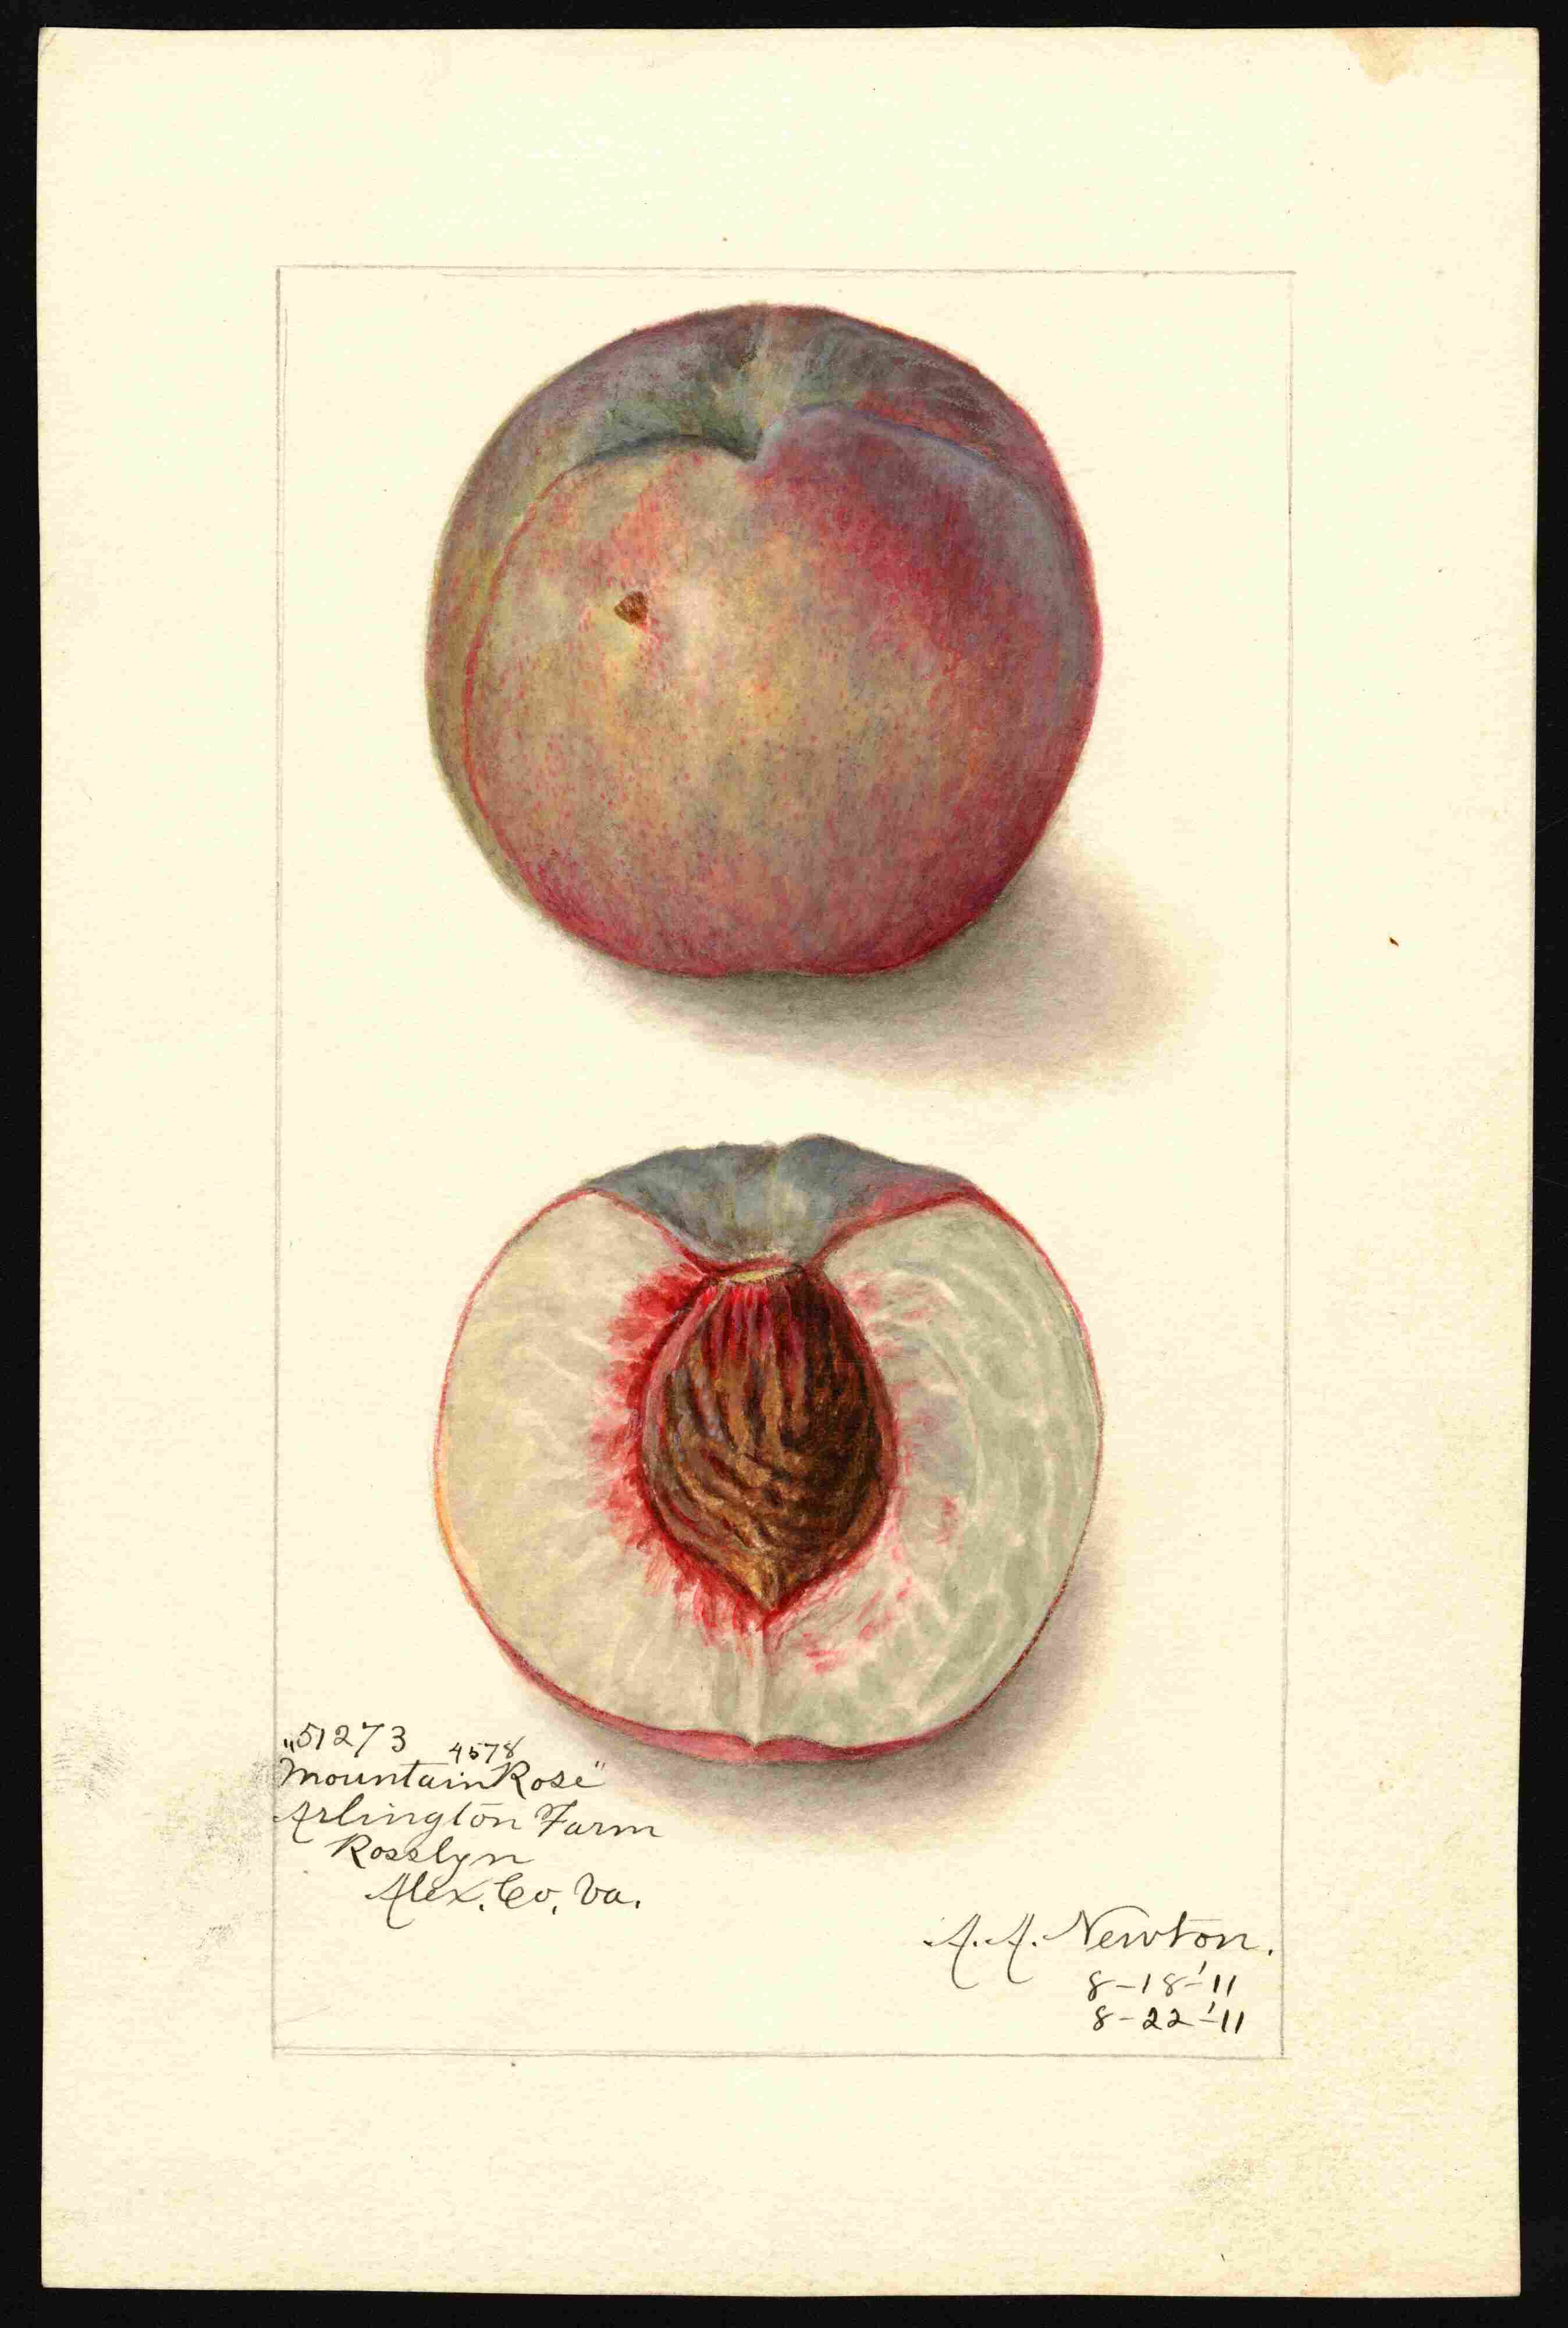 51273 4578
"Mountain Rose"
Arlington Farm
Rosslyn
Alex. Co. Va.
A. A. Newton.
8-18-'11
8-22-'11